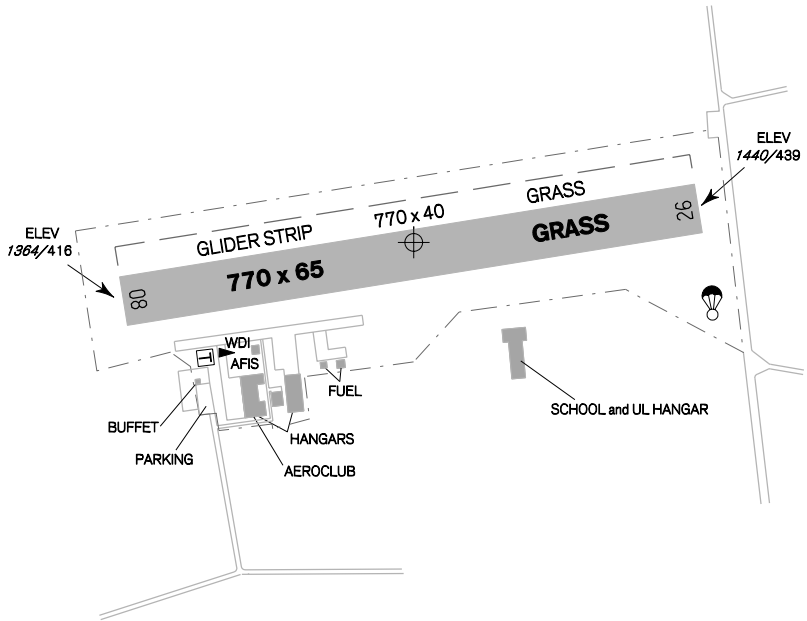 ELEV
1440/439
GRASS
26
770 x 40
GRASS
GLIDER STRIP
ELEV
1364/416
770 x 65
08
WDI
AFIS
FUEL
BUFFET
SCHOOL and UL HANGAR
HANGARS
PARKING
AEROCLUB